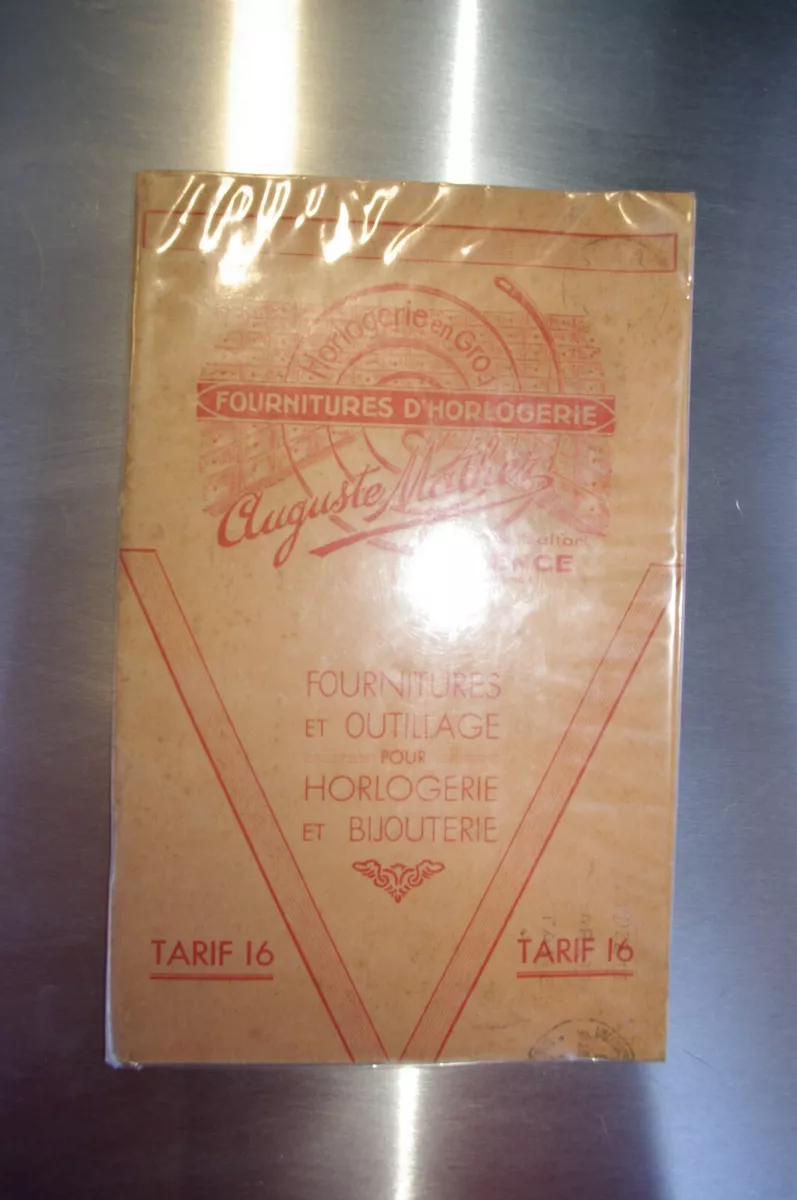 Horlogerie en Gros
FOURNITURES D'HORLOGERIE
Auguste Mathey
ENCE
FOURNITURES
ET OUTILLAGE
POUR
HORLOGERIE
ET BIJOUTERIE
TARIF 16
TARIF 16